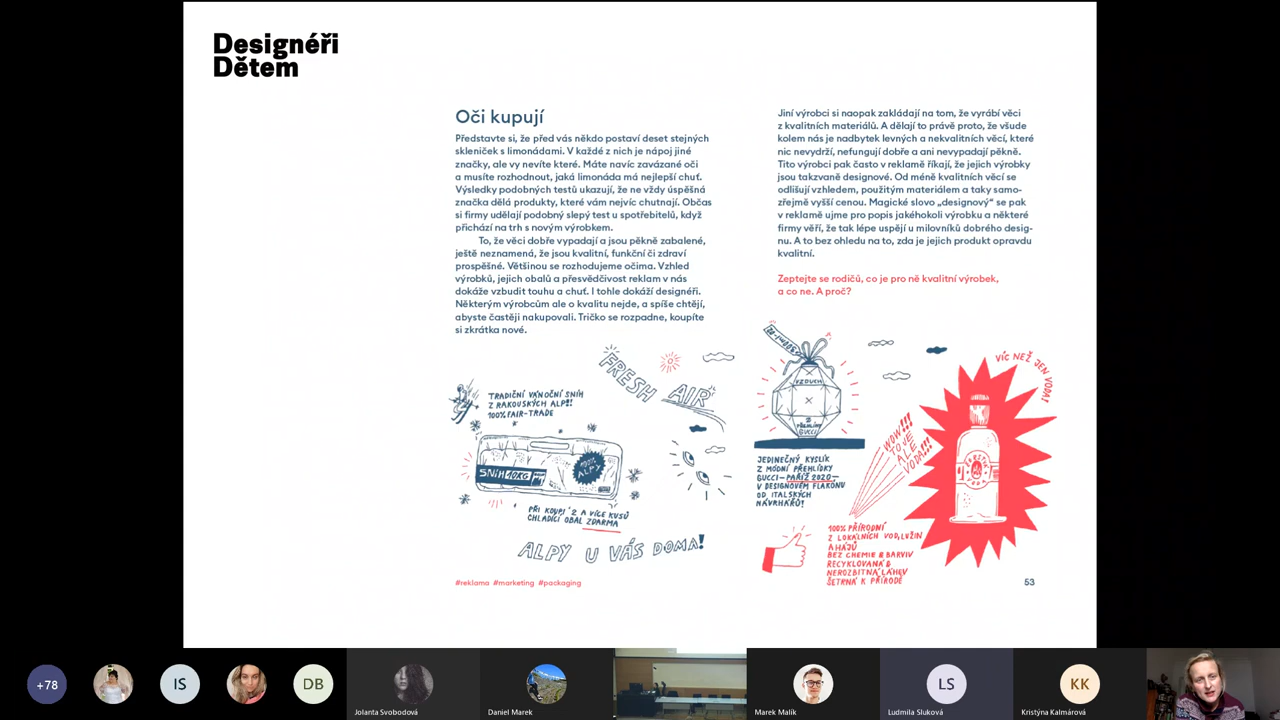 Designéři
Dětem
Oči kupují
Představte si, že před vás někdo postaví deset stejných
skleniček s limonádami. V každé z nich je nápoj jiné
značky, ale vy nevíte které. Máte navíc zavázané oči
a musíte rozhodnout, jaká limonáda má nejlepší chuť.
Výsledky podobných testů ukazují, že ne vždy úspěšná
značka dělá produkty, které vám nejvíc chutnají. Občas
si firmy udělají podobný slepý test u spotřebitelů, když
přichází na trh s novým výrobkem.
To, že věci dobře vypadají a jsou pěkně zabalené,
ještě neznamená, že jsou kvalitní, funkční či zdraví
prospěšné. Většinou se rozhodujeme očima. Vzhled
výrobků, jejich obalů a přesvědčivost reklam v nás
dokáže vzbudit touhu a chuť. I tohle dokáží designéři.
Některým výrobcům ale o kvalitu nejde, a spíše chtějí,
abyste častěji nakupovali. Tričko se rozpadne, koupíte
si zkrátka nové.
Jiní výrobci si naopak zakládají na tom, že vyrábí věci
z kvalitních materiálů. A dělají to právě proto, že všude
kolem nás je nadbytek levných a nekvalitních věcí, které
nic nevydrží, nefungují dobře a ani nevypadají pěkně.
Tito výrobci pak často v reklamě říkají, že jejich výrobky
jsou takzvaně designové. Od méně kvalitních věcí se
odlišují vzhledem, použitým materiálem a taky samo-
zřejmě vyšší cenou. Magické slovo „designový“ se pak
v reklamě ujme pro popis jakéhokoli výrobku a některé
firmy věří, že tak lépe uspějí u milovníků dobrého desig-
nu. A to bez ohledu na to, zda je jejich produkt opravdu
kvalitní.
Zeptejte se rodičů, co je pro ně kvalitní výrobek,
a co ne. A proč?
FRESH AIR
TRADIČNÍ VÁNOČNÍ SNÍH
Z RAKOUSKÝCH ALP!!
100% FAIR-TRADE
SNÍH 10KG
ALPY
PŘI KOUPI 2 A VÍCE KUSŮ
CHLADÍCÍ OBAL ZDARMA
ALPY U VÁS DOMA!
VZDUCH
Z
PŘEHLÍDKY
GUCCI
JEDINEČNÝ KYSLÍK
Z MÓDNÍ PŘEHLÍDKY
GUCCI – PAŘÍŽ 2020 –
V DESIGNOVÉM FLAKÓNU
OD ITALSKÝCH
NÁVRHÁŘŮ!
VÍC NEŽ JEN VODA!
WOW!!!
TO JE
ALE
VODA!!!
100% PŘÍRODNÍ
Z LOKÁLNÍCH VOD, LUŽIN
A HÁJŮ
BEZ CHEMIE & BARVIV
RECYKLOVANÁ &
NEROZBITNÁ LÁHEV
ŠETRNÁ K PŘÍRODĚ
#reklama #marketing #packaging
53
+78
IS
DB
LS
KK
Jolanta Svobodová
Daniel Marek
Marek Malík
Ludmila Sluková
Kristýna Kalmárová